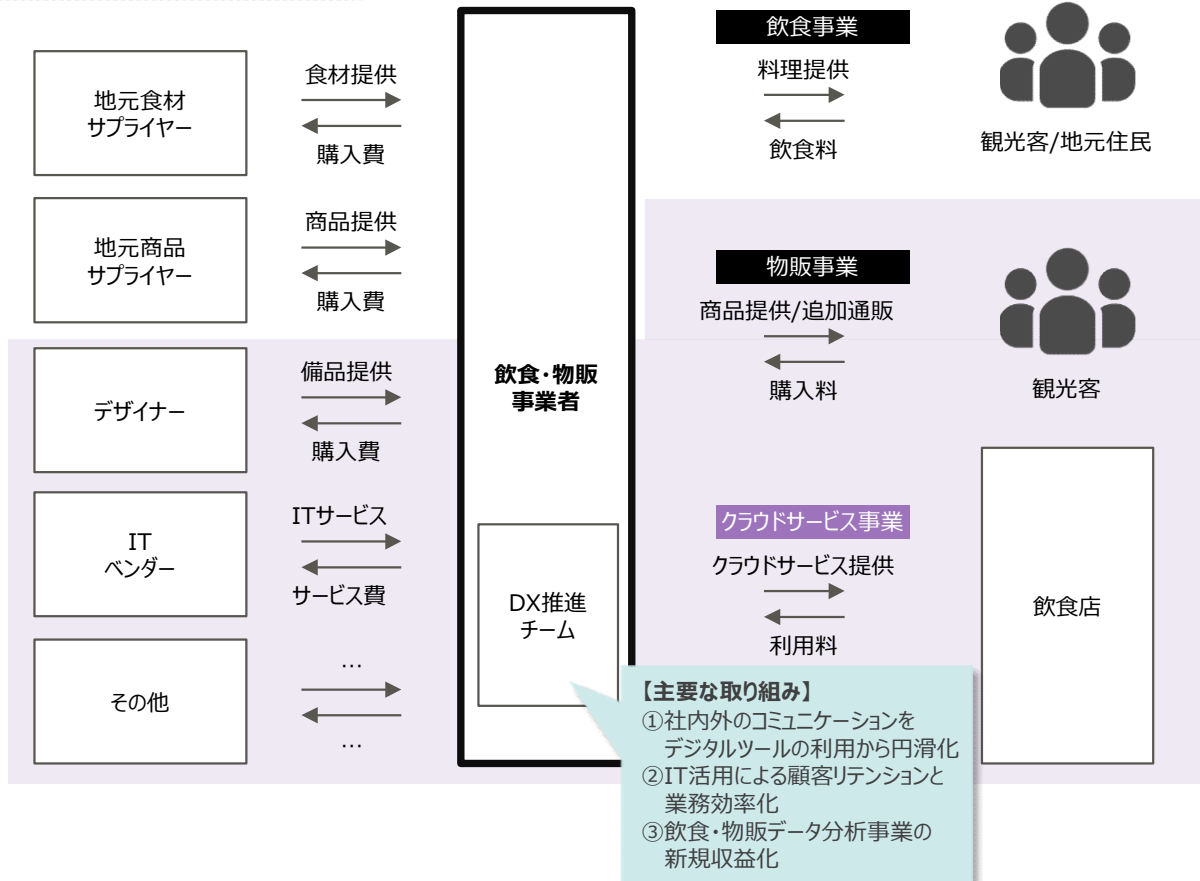 地元食材
サプライヤー
食材提供
購入費
地元商品
サプライヤー
商品提供
購入費
デザイナー
備品提供
購入費
IT
ベンダー
ITサービス
サービス費
その他
…
…
飲食・物販
事業者
DX推進
チーム
飲食事業
料理提供
飲食料
観光客/地元住民
物販事業
商品提供/追加通販
購入料
観光客
クラウドサービス事業
クラウドサービス提供
利用料
飲食店
【主要な取り組み】
①社内外のコミュニケーションを
デジタルツールの利用から円滑化
②IT活用による顧客リテンションと
業務効率化
③飲食・物販データ分析事業の
新規収益化